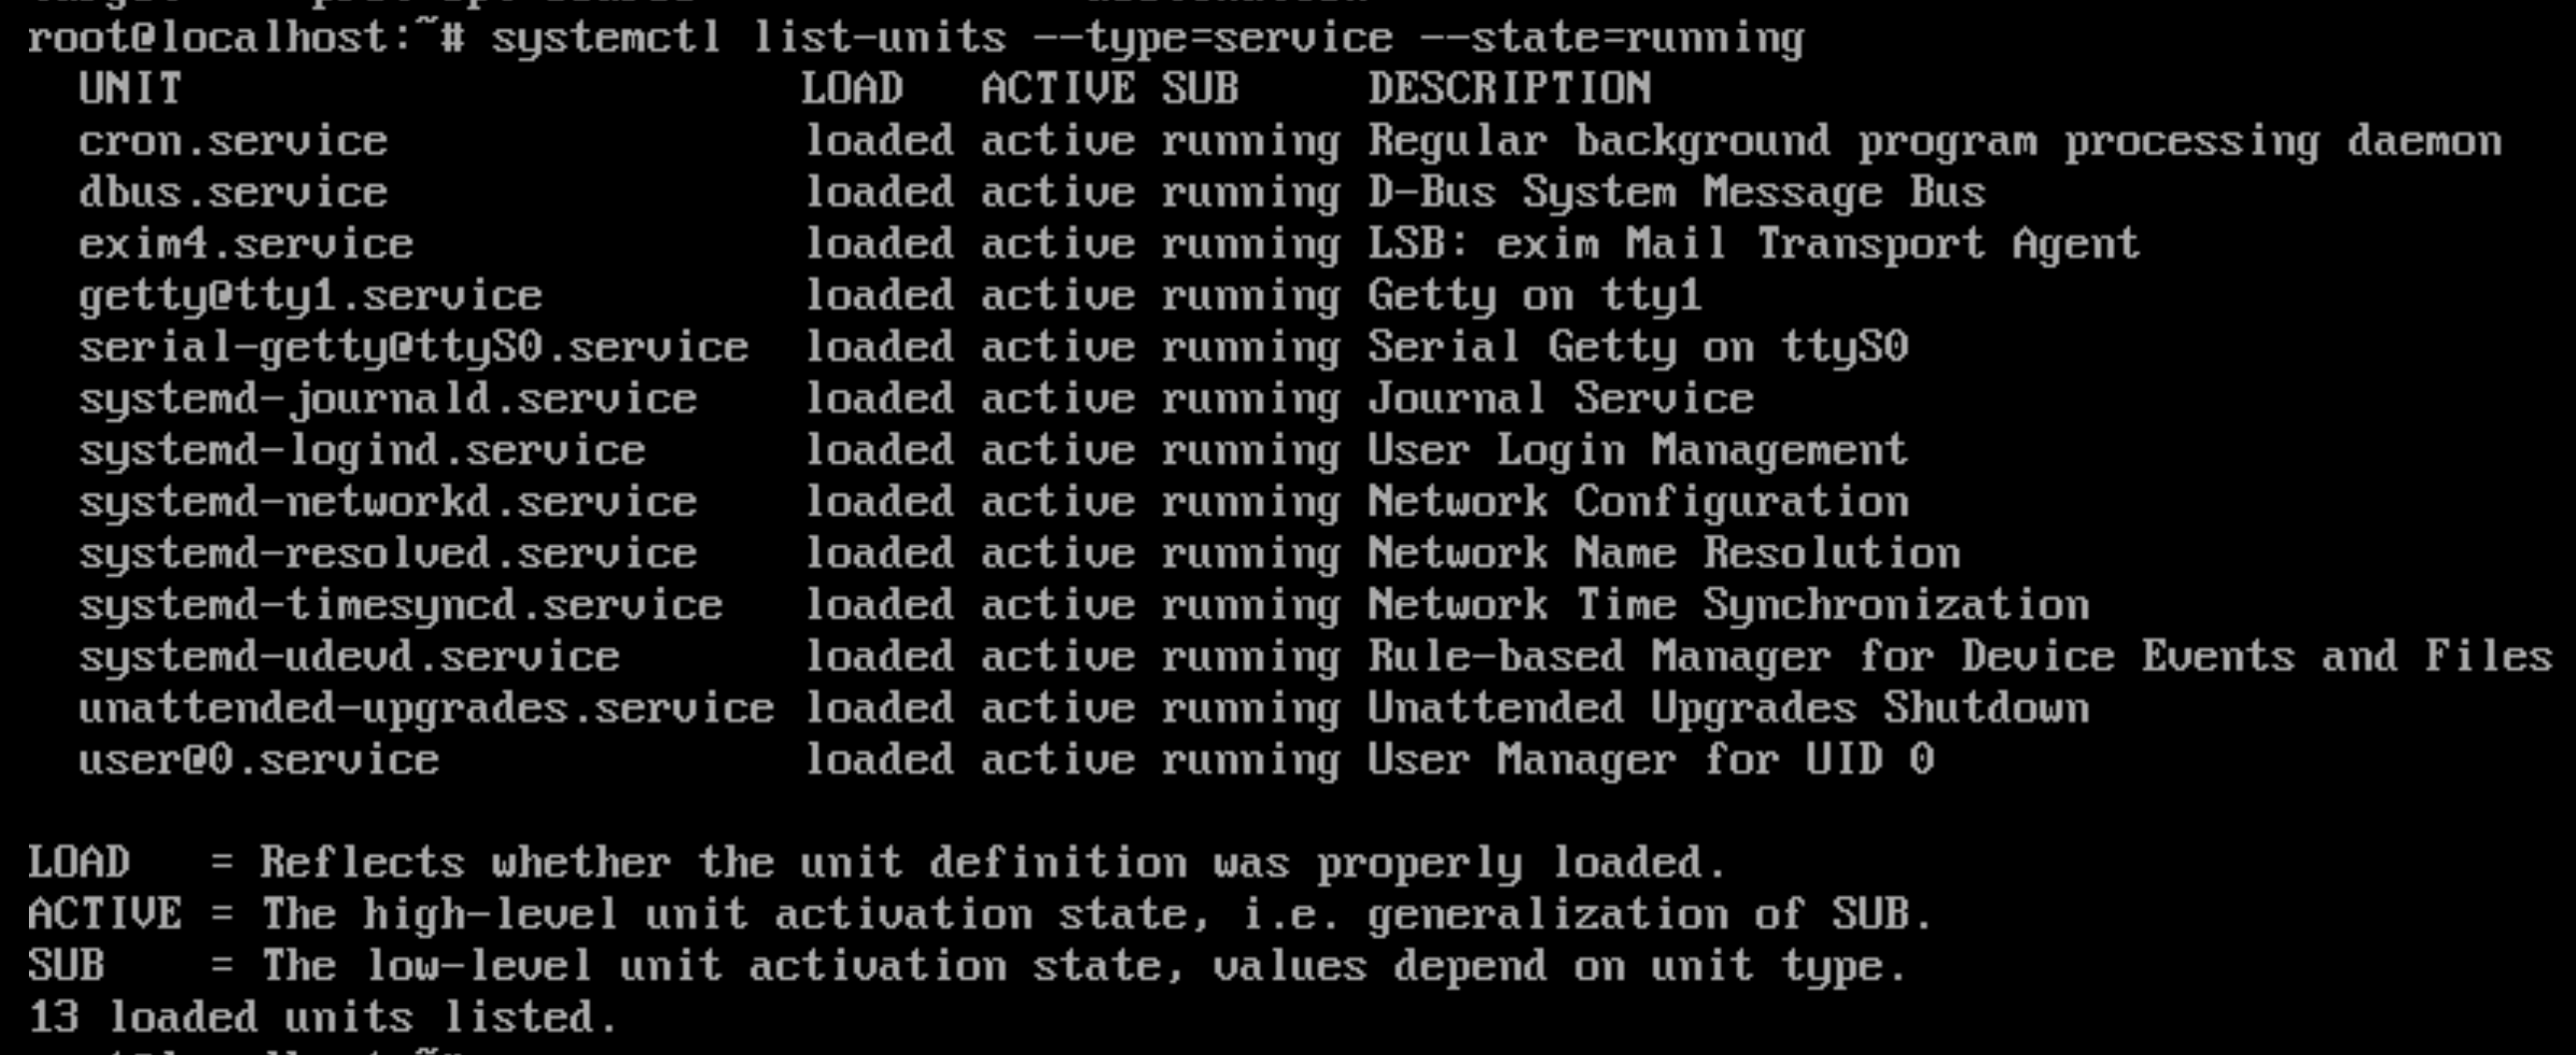 root@localhost:~# systemctl list-units --type=service --state=running
  UNIT                        LOAD   ACTIVE SUB     DESCRIPTION
  cron.service                loaded active running Regular background program processing daemon
  dbus.service                loaded active running D-Bus System Message Bus
  exim4.service               loaded active running LSB: exim Mail Transport Agent
  getty@tty1.service          loaded active running Getty on tty1
  serial-getty@ttyS0.service  loaded active running Serial Getty on ttyS0
  systemd-journald.service    loaded active running Journal Service
  systemd-logind.service      loaded active running User Login Management
  systemd-networkd.service    loaded active running Network Configuration
  systemd-resolved.service    loaded active running Network Name Resolution
  systemd-timesyncd.service   loaded active running Network Time Synchronization
  systemd-udevd.service       loaded active running Rule-based Manager for Device Events and Files
  unattended-upgrades.service loaded active running Unattended Upgrades Shutdown
  user@0.service              loaded active running User Manager for UID 0

LOAD   = Reflects whether the unit definition was properly loaded.
ACTIVE = The high-level unit activation state, i.e. generalization of SUB.
SUB    = The low-level unit activation state, values depend on unit type.
13 loaded units listed.